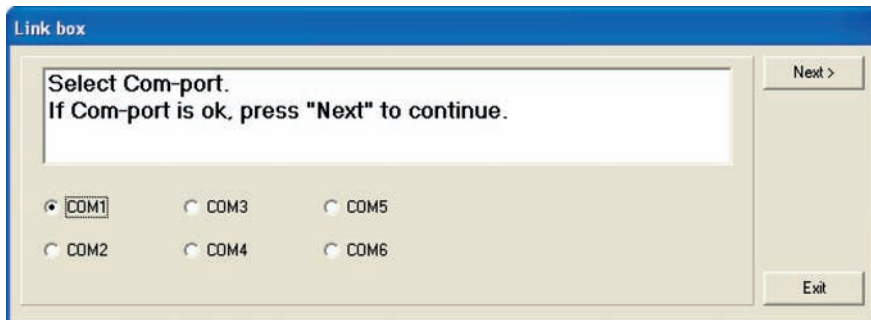 Link box
Select Com-port.
If Com-port is ok, press "Next" to continue.
Next >
COM1 COM3 COM5
COM2 COM4 COM6
Exit